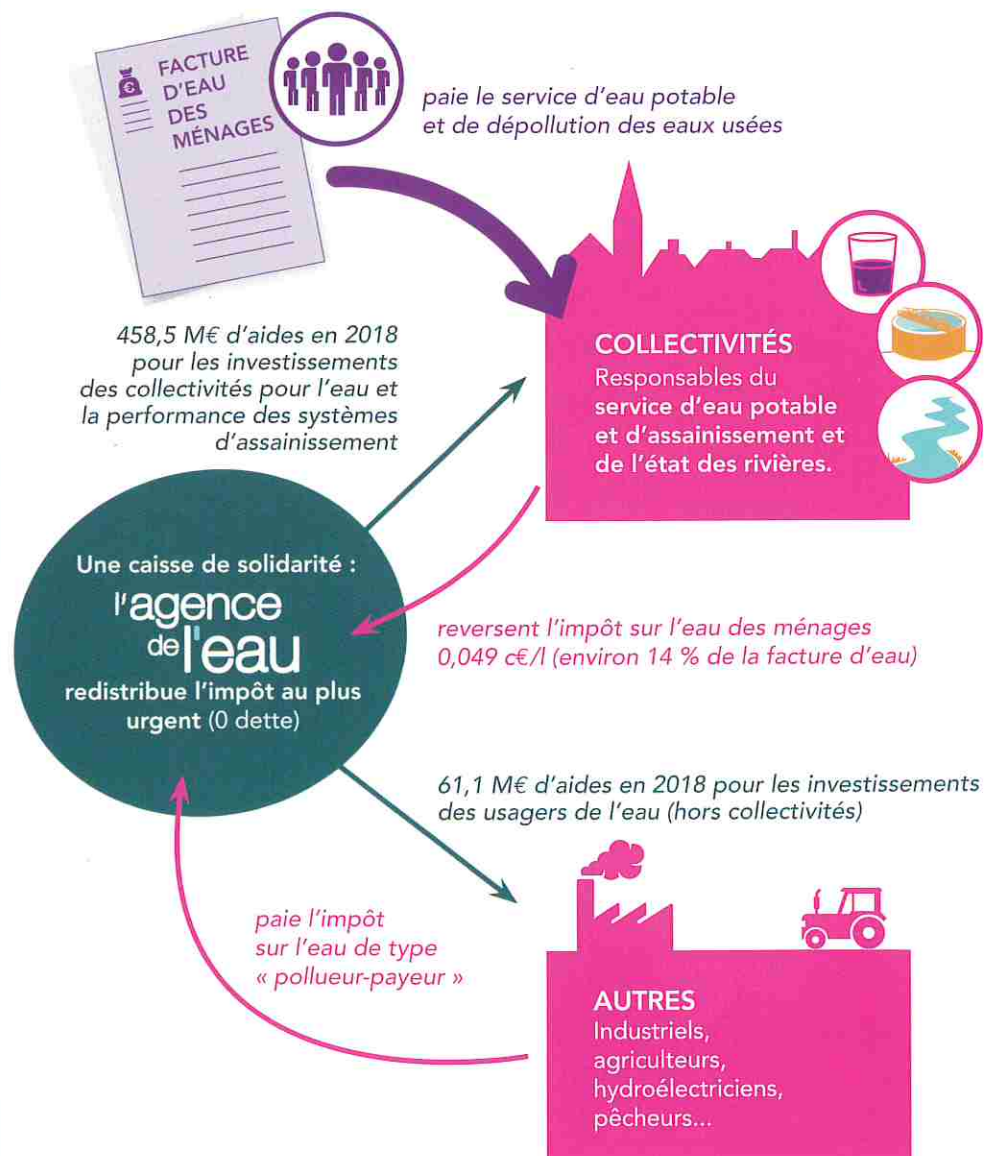 FACTURE
D'EAU
DES
MÉNAGES
€
paie le service d'eau potable
et de dépollution des eaux usées
458,5 M€ d'aides en 2018
pour les investissements
des collectivités pour l'eau et
la performance des systèmes
d'assainissement
COLLECTIVITÉS
Responsables du
service d'eau potable
et d'assainissement et
de l'état des rivières.
Une caisse de solidarité :
l'agence
de l'eau
redistribue l'impôt au plus
urgent (0 dette)
reversent l'impôt sur l'eau des ménages
0,049 c€/l (environ 14 % de la facture d'eau)
61,1 M€ d'aides en 2018 pour les investissements
des usagers de l'eau (hors collectivités)
paie l'impôt
sur l'eau de type
« pollueur-payeur »
AUTRES
Industriels,
agriculteurs,
hydroélectriciens,
pêcheurs...